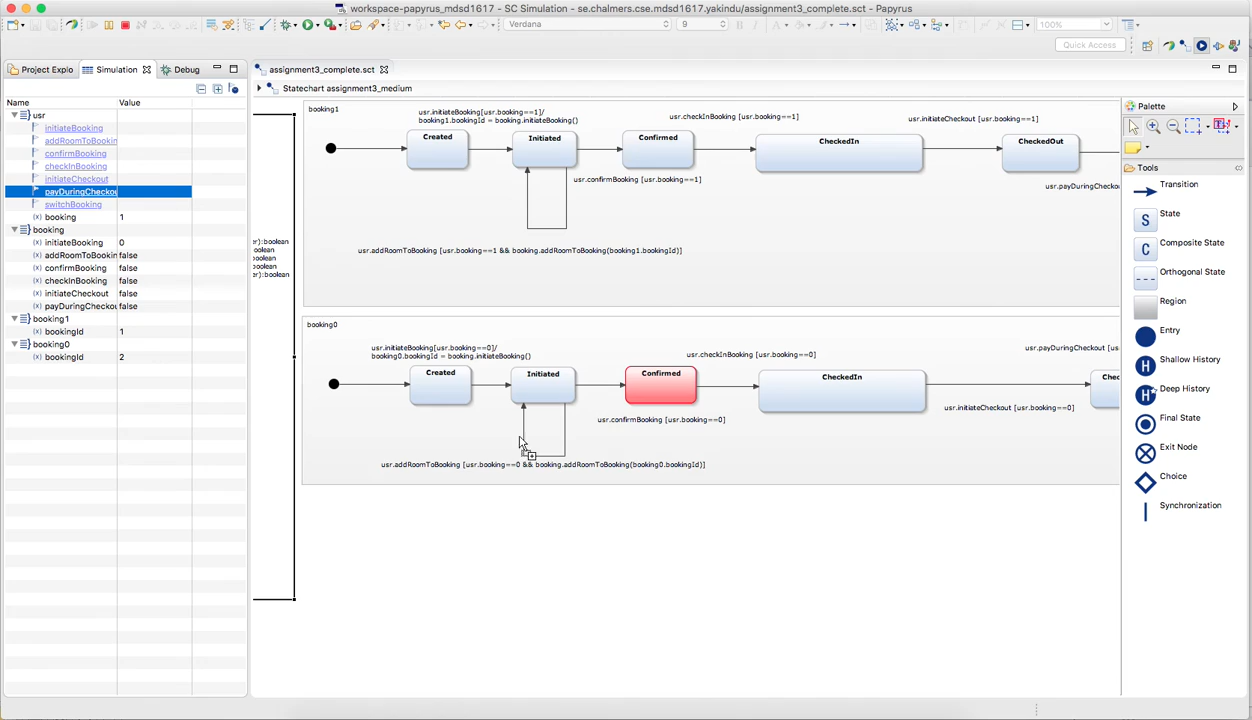 workspace-papyrus_mdsd1617 - SC Simulation - se.chalmers.cse.mdsd1617.yakindu/assignment3_complete.sct - Papyrus
Verdana
9
100%
Quick Access
Project Explo
Simulation
Debug
assignment3_complete.sct
Statechart assignment3_medium
Name
Value
usr
initiateBooking
addRoomToBookin
confirmBooking
checkInBooking
initiateCheckout
payDuringCheckou
switchBooking
booking 1
booking
initiateBooking 0
addRoomToBookin false
confirmBooking false
checkInBooking false
initiateCheckout false
payDuringCheckou false
booking1
bookingId 1
booking0
bookingId 2
r):boolean
oolean
oolean
oolean
er):boolean
booking1
usr.initiateBooking[usr.booking==1]/
booking1.bookingId = booking.initiateBooking()
usr.checkInBooking [usr.booking==1]
usr.initiateCheckout [usr.booking==1]
Created
Initiated
Confirmed
CheckedIn
CheckedOut
usr.confirmBooking [usr.booking==1]
usr.payDuringCheckou
usr.addRoomToBooking [usr.booking==1 && booking.addRoomToBooking(booking1.bookingId)]
booking0
usr.initiateBooking[usr.booking==0]/
booking0.bookingId = booking.initiateBooking()
usr.checkInBooking [usr.booking==0]
usr.payDuringCheckout [us
Created
Initiated
Confirmed
CheckedIn
Chec
usr.initiateCheckout [usr.booking==0]
usr.confirmBooking [usr.booking==0]
usr.addRoomToBooking [usr.booking==0 && booking.addRoomToBooking(booking0.bookingId)]
Palette
Tools
Transition
S State
C Composite State
Orthogonal State
Region
Entry
H Shallow History
H Deep History
Final State
Exit Node
Choice
Synchronization